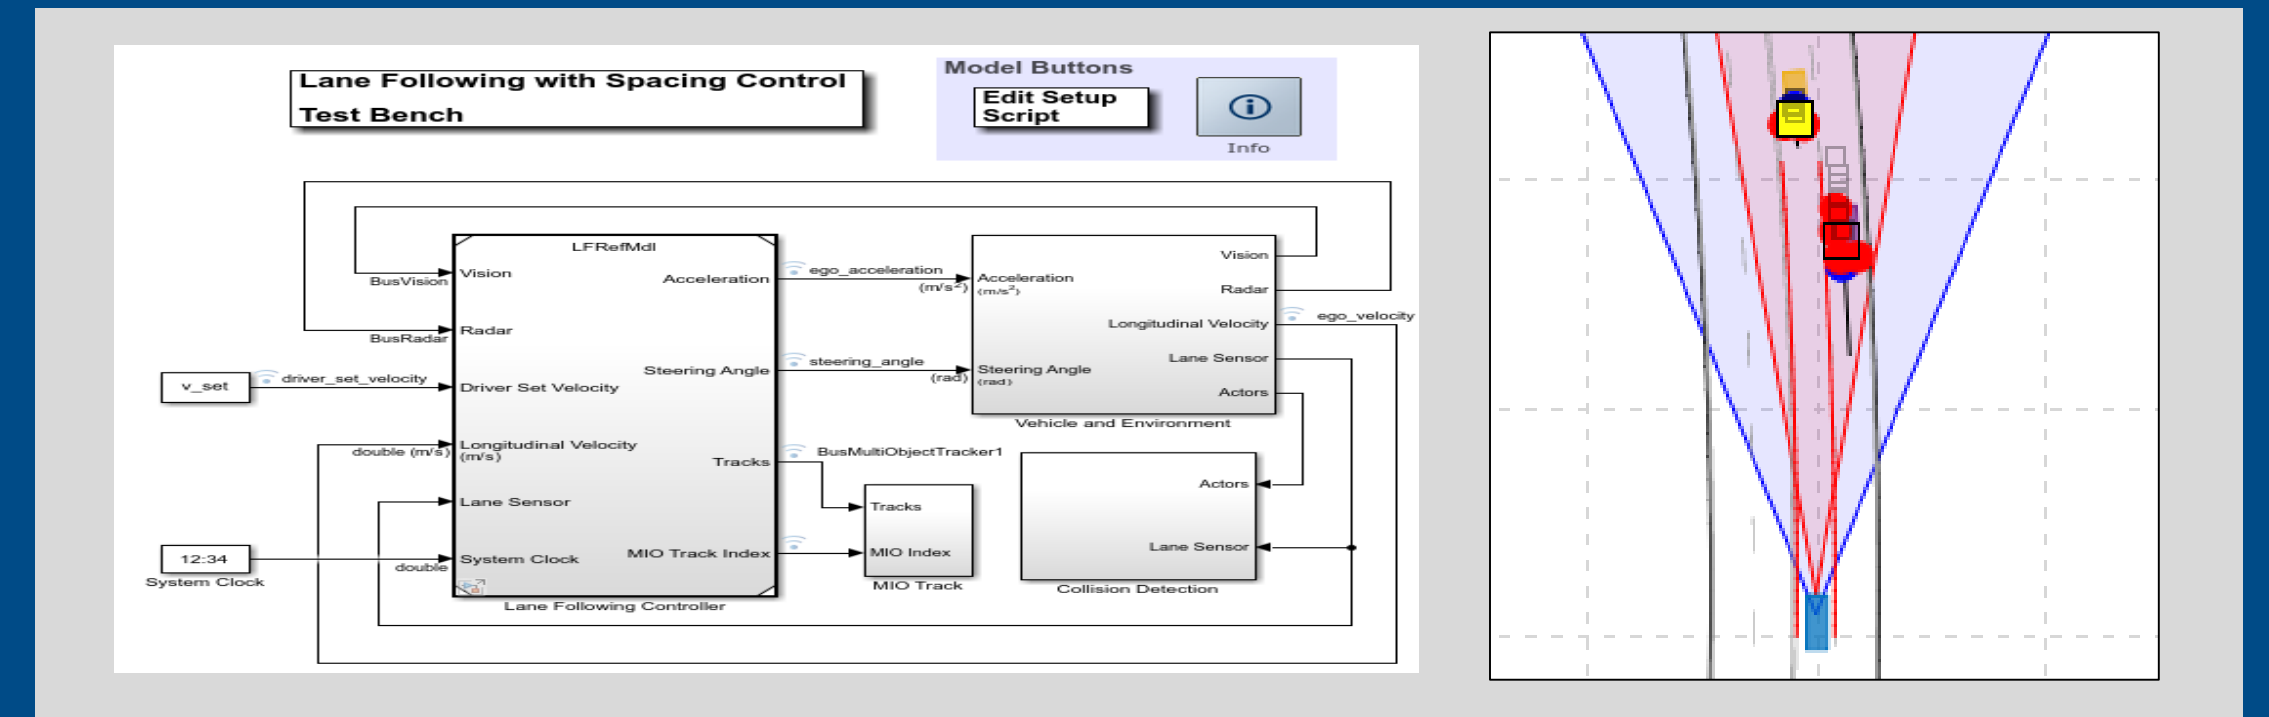 Lane Following with Spacing Control
Test Bench
Model Buttons
Edit Setup
Script
Info
LFRefMdl
Vision
BusVision
Radar
BusRadar
v_set
driver_set_velocity
Driver Set Velocity
Longitudinal Velocity
(m/s)
double (m/s)
Lane Sensor
12:34
System Clock
double
System Clock
Acceleration
Steering Angle
Tracks
MIO Track Index
Lane Following Controller
ego_acceleration
(m/s²)
steering_angle
(rad)
BusMultiObjectTracker1
Tracks
MIO Index
MIO Track
Acceleration
(m/s²)
Steering Angle
(rad)
Vision
Radar
Longitudinal Velocity
Lane Sensor
Actors
Vehicle and Environment
ego_velocity
Actors
Lane Sensor
Collision Detection